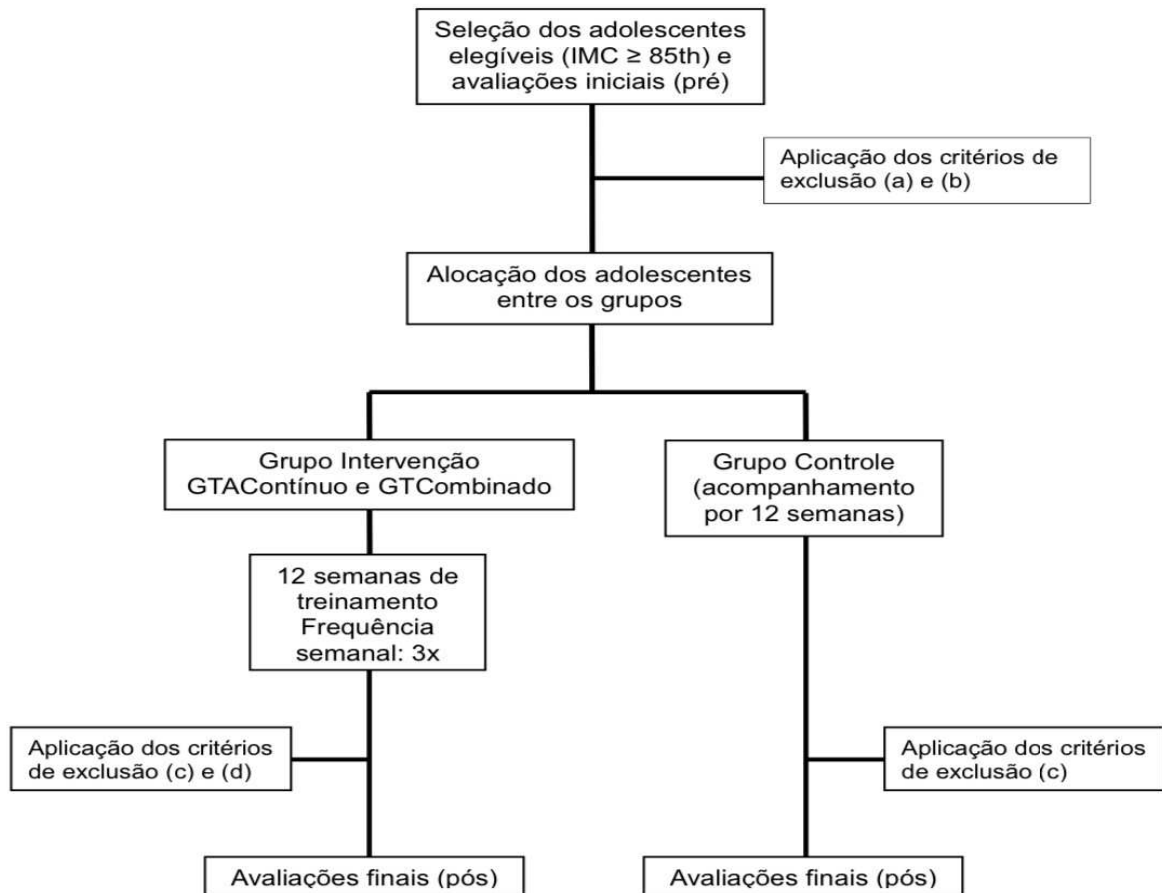 Seleção dos adolescentes
elegíveis (IMC ≥ 85th) e
avaliações iniciais (pré)
Aplicação dos critérios de
exclusão (a) e (b)
Alocação dos adolescentes
entre os grupos
Grupo Intervenção
GTAContínuo e GTCombinado
Grupo Controle
(acompanhamento
por 12 semanas)
12 semanas de
treinamento
Frequência
semanal: 3x
Aplicação dos critérios
de exclusão (c) e (d)
Aplicação dos critérios
de exclusão (c)
Avaliações finais (pós)
Avaliações finais (pós)